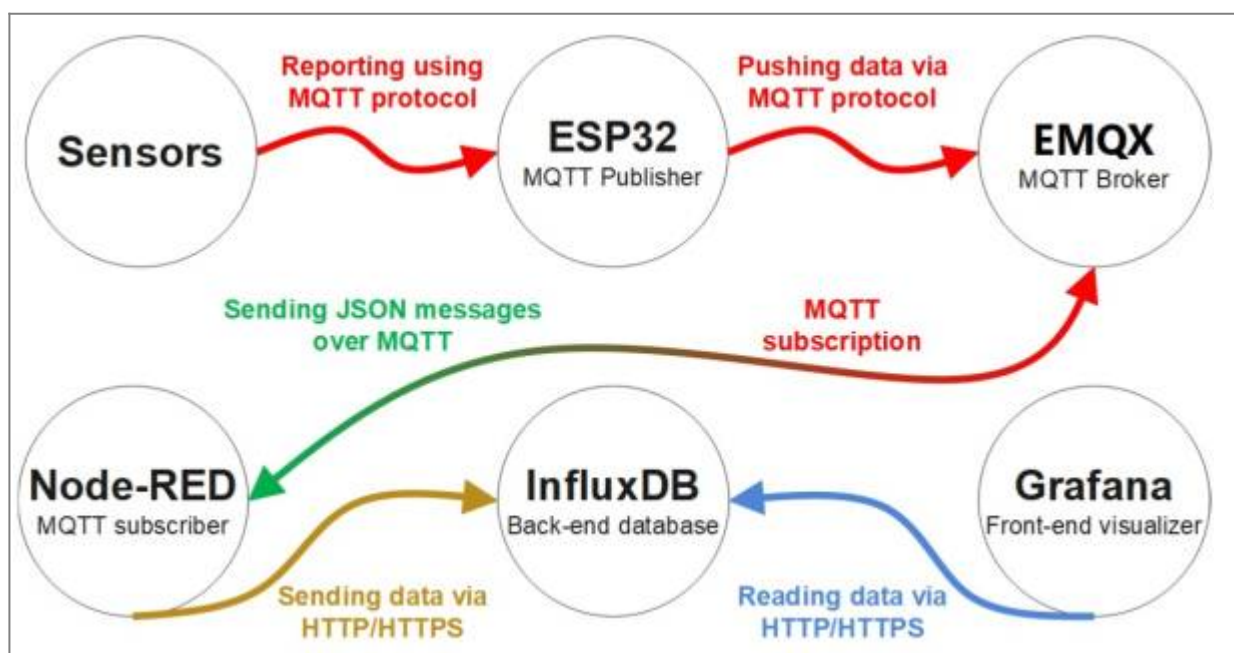 Sensors
Reporting using
MQTT protocol
ESP32
MQTT Publisher
Pushing data via
MQTT protocol
EMQX
MQTT Broker
Sending JSON messages
over MQTT
MQTT
subscription
Node-RED
MQTT subscriber
InfluxDB
Back-end database
Grafana
Front-end visualizer
Sending data via
HTTP/HTTPS
Reading data via
HTTP/HTTPS